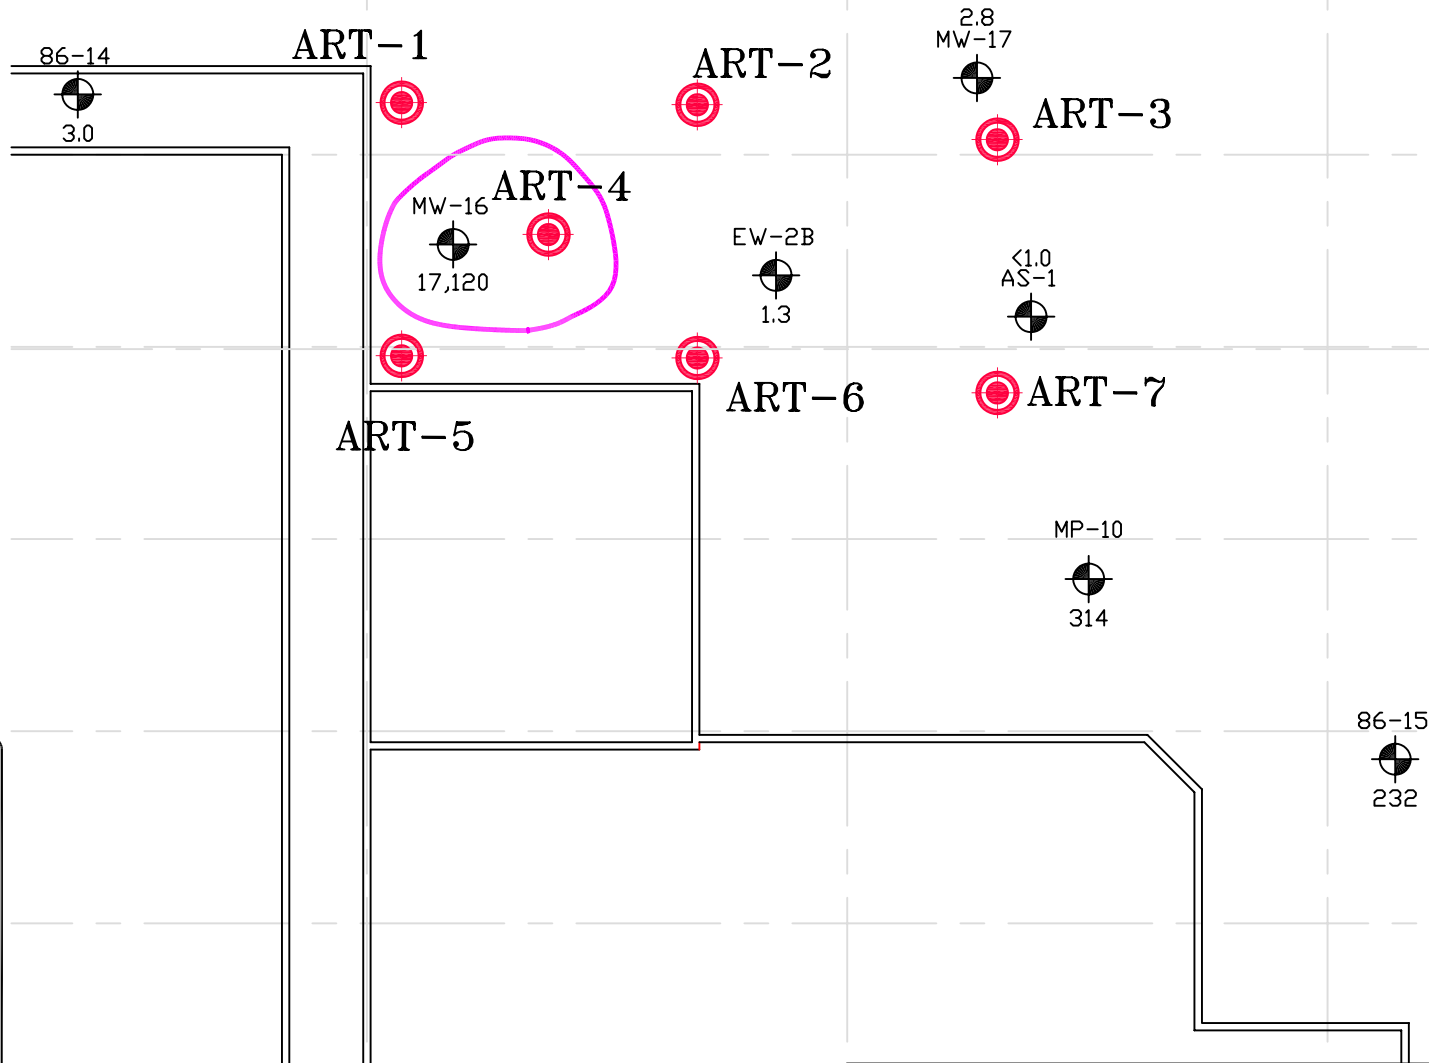 86-14
3.0
ART-1
ART-2
2.8
MW-17
ART-3
ART-4
MW-16
17,120
EW-2B
1.3
<1.0
AS-1
ART-5
ART-6
ART-7
MP-10
314
86-15
232